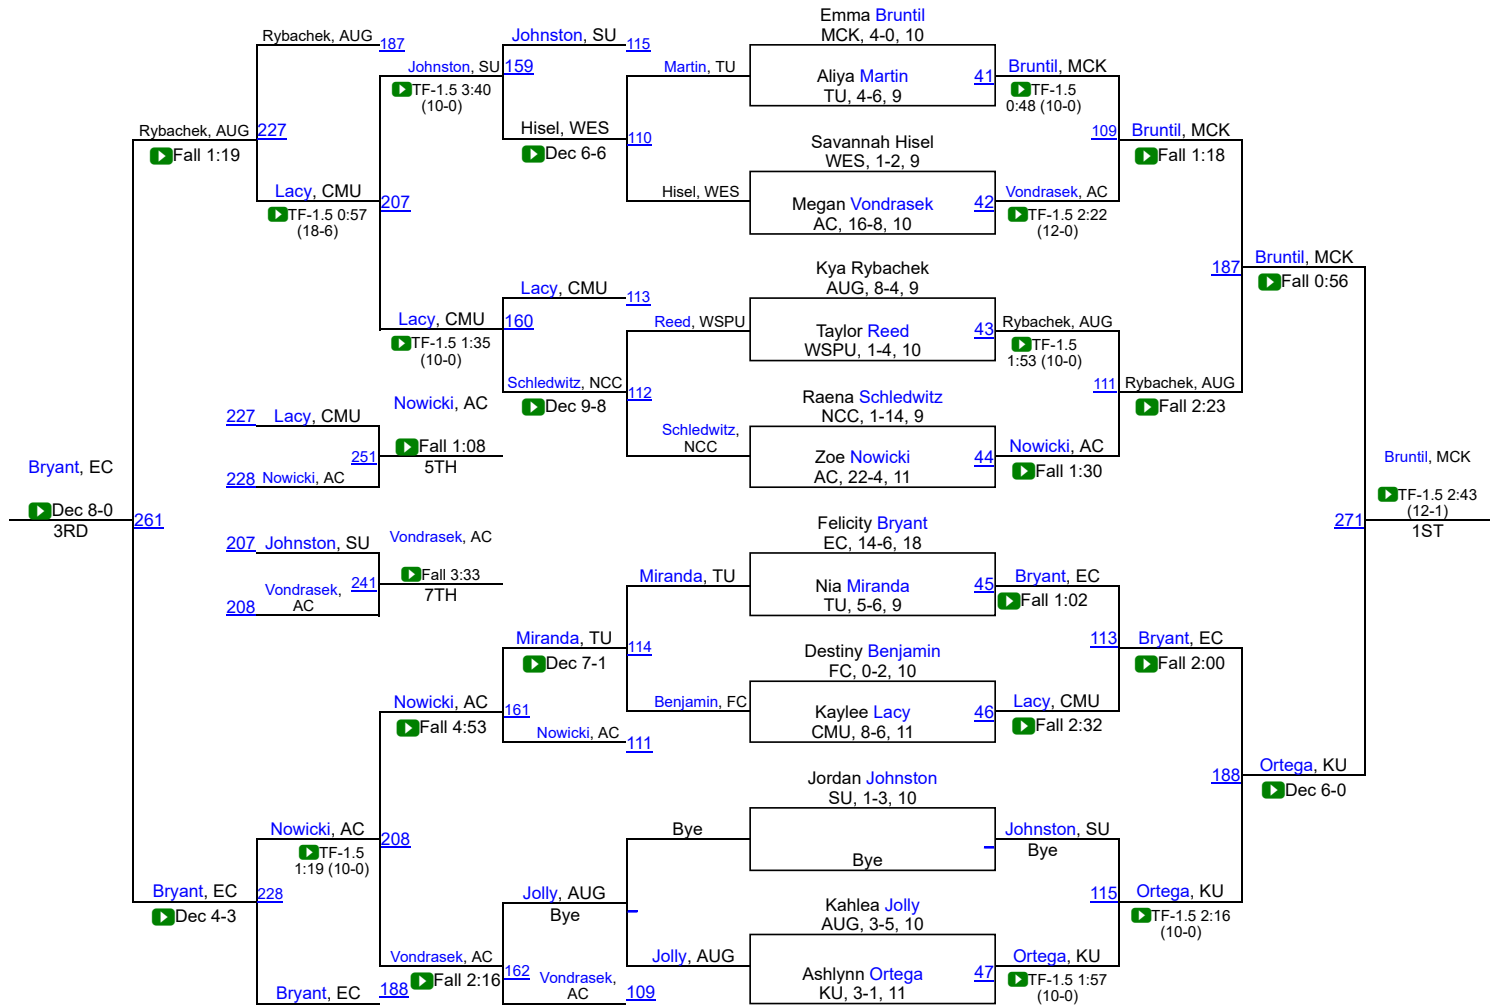 Rybachek, AUG
187
Johnston, SU
159
TF-1.5 3:40
(10-0)
Johnston, SU
115
Hisel, WES
110
Dec 6-6
Martin, TU
Hisel, WES
Rybachek, AUG
227
Fall 1:19
Lacy, CMU
207
TF-1.5 0:57
(18-6)
Lacy, CMU
160
TF-1.5 1:35
(10-0)
Lacy, CMU
113
Schledwitz, NCC
112
Dec 9-8
Reed, WSPU
Schledwitz,
NCC
227
Lacy, CMU
228
Nowicki, AC
251
Nowicki, AC
Fall 1:08
5TH
Bryant, EC
Dec 8-0
3RD
261
207
Johnston, SU
208
Vondrasek,
AC
241
Vondrasek, AC
Fall 3:33
7TH
Miranda, TU
Benjamin, FC
Miranda, TU
114
Dec 7-1
Nowicki, AC
161
Fall 4:53
Nowicki, AC
111
Nowicki, AC
208
TF-1.5
1:19 (10-0)
Bryant, EC
228
Dec 4-3
Bye
Jolly, AUG
Jolly, AUG
Bye
Vondrasek, AC
162
Fall 2:16
Vondrasek,
AC
109
Bryant, EC
188
Emma Bruntil
MCK, 4-0, 10
Aliya Martin
TU, 4-6, 9
41
Savannah Hisel
WES, 1-2, 9
Megan Vondrasek
AC, 16-8, 10
42
Kya Rybachek
AUG, 8-4, 9
Taylor Reed
WSPU, 1-4, 10
43
Raena Schledwitz
NCC, 1-14, 9
Zoe Nowicki
AC, 22-4, 11
44
Felicity Bryant
EC, 14-6, 18
Nia Miranda
TU, 5-6, 9
45
Destiny Benjamin
FC, 0-2, 10
Kaylee Lacy
CMU, 8-6, 11
46
Jordan Johnston
SU, 1-3, 10
Bye
Kahlea Jolly
AUG, 3-5, 10
Ashlynn Ortega
KU, 3-1, 11
47
Bruntil, MCK
TF-1.5
0:48 (10-0)
Vondrasek, AC
TF-1.5 2:22
(12-0)
Rybachek, AUG
TF-1.5
1:53 (10-0)
Nowicki, AC
Fall 1:30
Bryant, EC
Fall 1:02
Lacy, CMU
Fall 2:32
Johnston, SU
Bye
Ortega, KU
TF-1.5 1:57
(10-0)
109
Bruntil, MCK
Fall 1:18
111
Rybachek, AUG
Fall 2:23
113
Bryant, EC
Fall 2:00
115
Ortega, KU
TF-1.5 2:16
(10-0)
187
Bruntil, MCK
Fall 0:56
188
Ortega, KU
Dec 6-0
271
Bruntil, MCK
TF-1.5 2:43
(12-1)
1ST